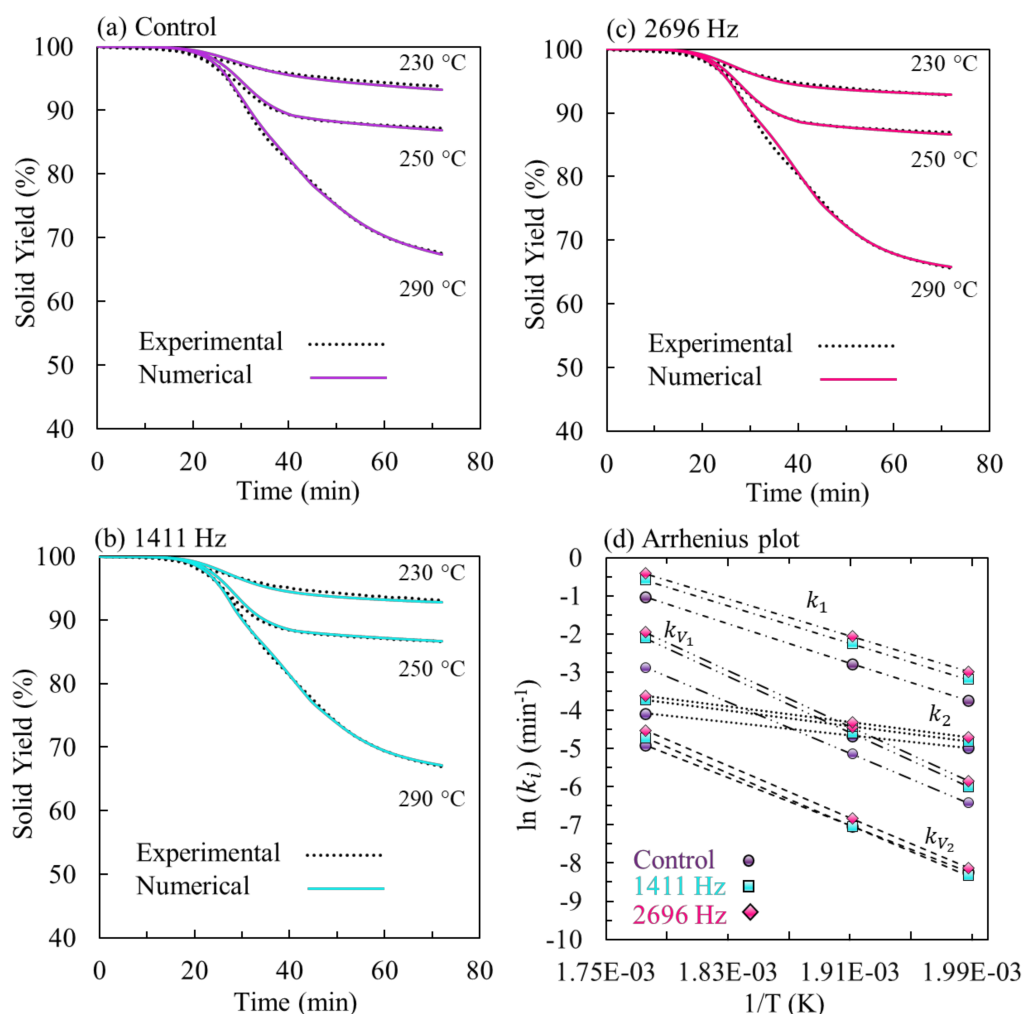 (a) Control
100
90
80
70
60
50
40
Solid Yield (%)
230 °C
250 °C
290 °C
Experimental
Numerical
0 20 40 60 80
Time (min)
(c) 2696 Hz
100
90
80
70
60
50
40
Solid Yield (%)
230 °C
250 °C
290 °C
Experimental
Numerical
0 20 40 60 80
Time (min)
(b) 1411 Hz
100
90
80
70
60
50
40
Solid Yield (%)
230 °C
250 °C
290 °C
Experimental
Numerical
0 20 40 60 80
Time (min)
(d) Arrhenius plot
0
-1
-2
-3
-4
-5
-6
-7
-8
-9
-10
ln (k_i) (min⁻¹)
k₁
k_V₁
k₂
k_V₂
Control
1411 Hz
2696 Hz
1.75E-03 1.83E-03 1.91E-03 1.99E-03
1/T (K)